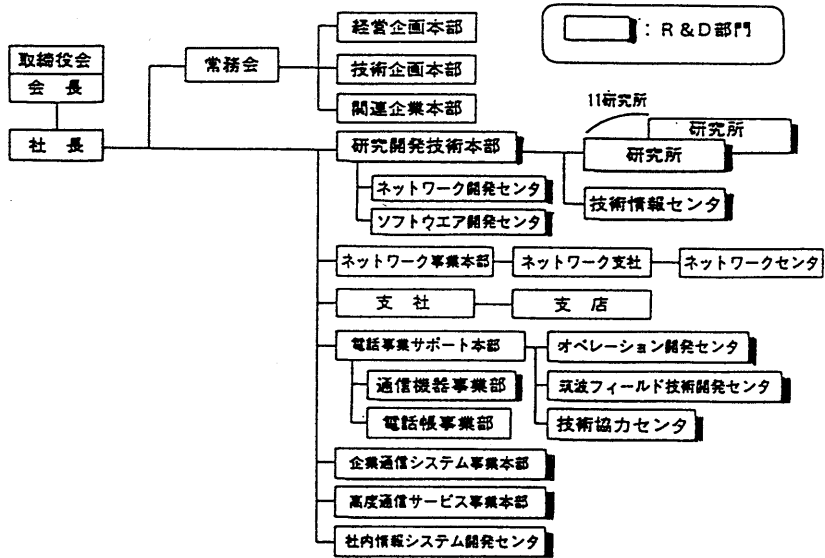 経営企画本部
：R＆D部門
取締役会
常務会
技術企画本部
会長
11研究所
関連企業本部
研究所
社長
研究開発技術本部
研究所
ネットワーク開発センタ
技術情報センタ
ソフトウエア開発センタ
ネットワーク事業本部
ネットワーク支社
ネットワークセンタ
支社
支店
電話事業サポート本部
オペレーション開発センタ
通信機器事業部
筑波フィールド技術開発センタ
電話帳事業部
技術協力センタ
企業通信システム事業本部
高度通信サービス事業本部
社内情報システム開発センタ